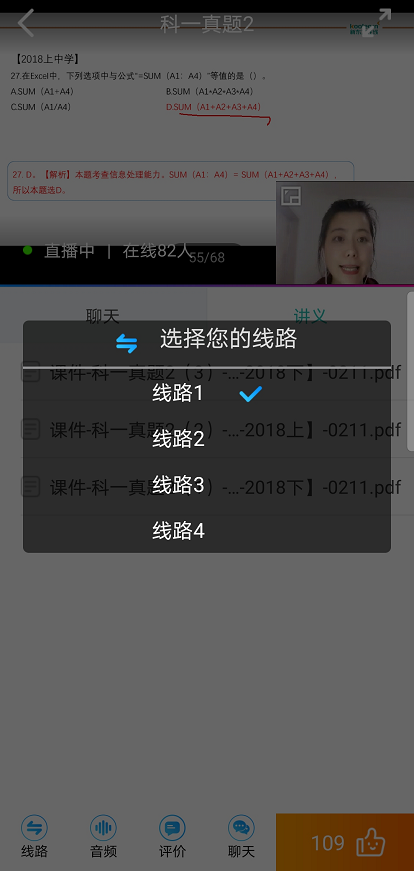 科一真题2
【2018上中学】
27.在Excel中，下列选项中与公式“=SUM（A1：A4）”等值的是（）。
A.SUM（A1+A4）
B.SUM（A1*A2*A3*A4）
C.SUM（A1/A4）
D.SUM（A1+A2+A3+A4）
27. D。【解析】本题考查信息处理能力。SUM（A1：A4）= SUM（A1+A2+A3+A4），
所以本题选D。
直播中 | 在线82人
55/68
聊天
讲义
选择您的线路
课件-科一真题2（3）-...-2018下】-0211.pdf
线路1
课件-科一真题2（2）-...-2018上】-0211.pdf
线路2
线路3
-...-2018下】-0211.pdf
线路4
线路
音频
评价
聊天
109